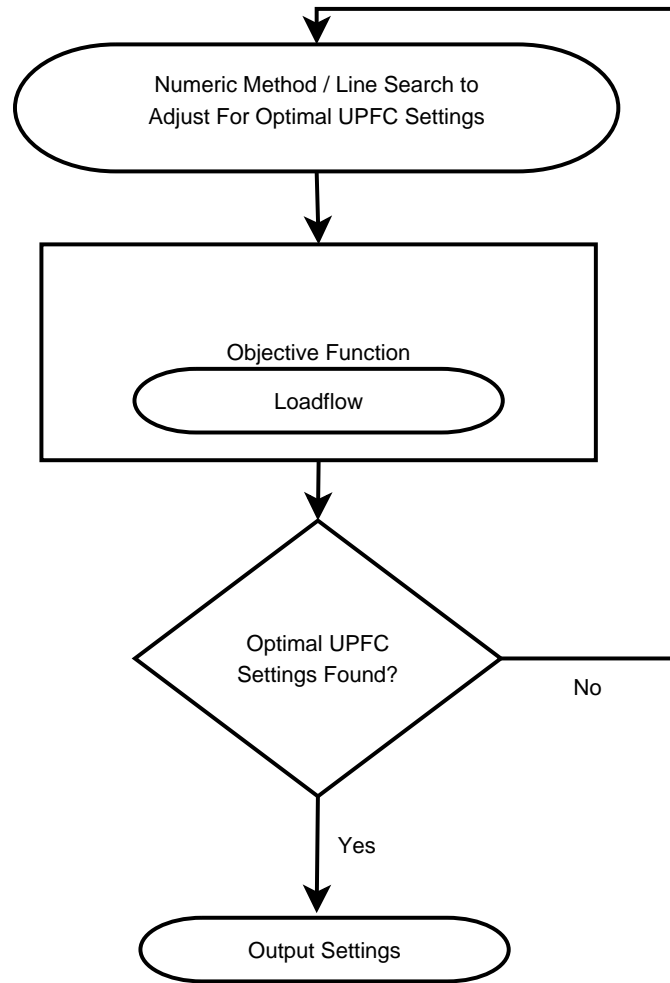 Numeric Method / Line Search to
Adjust For Optimal UPFC Settings
Objective Function
Loadflow
Optimal UPFC
Settings Found?
No
Yes
Output Settings